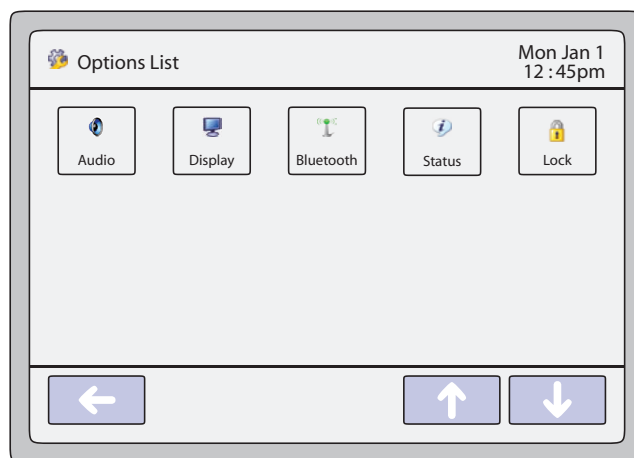 Options List
Mon Jan 1
12 :45pm
Audio
Display
Bluetooth
Status
Lock